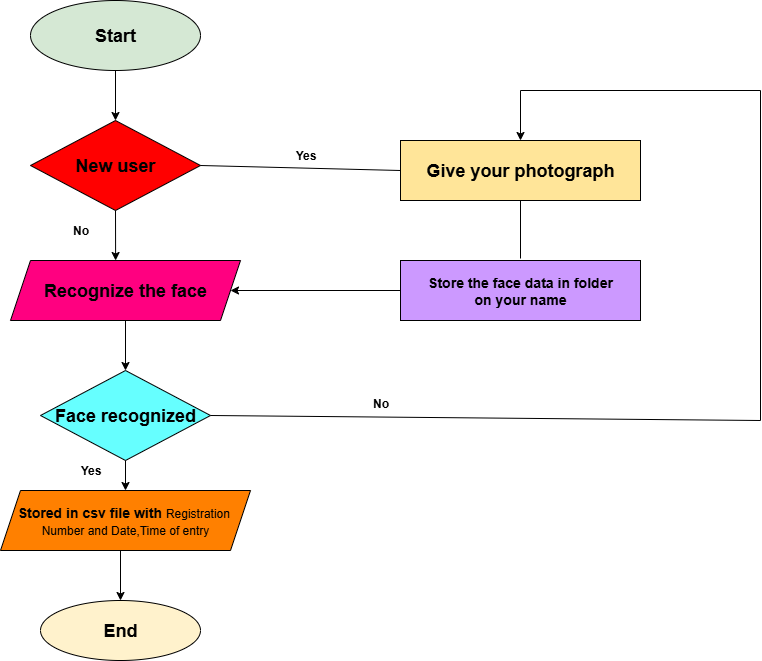 Start
New user
Yes
Give your photograph
No
Recognize the face
Store the face data in folder
on your name
Face recognized
No
Yes
Stored in csv file with Registration
Number and Date,Time of entry
End